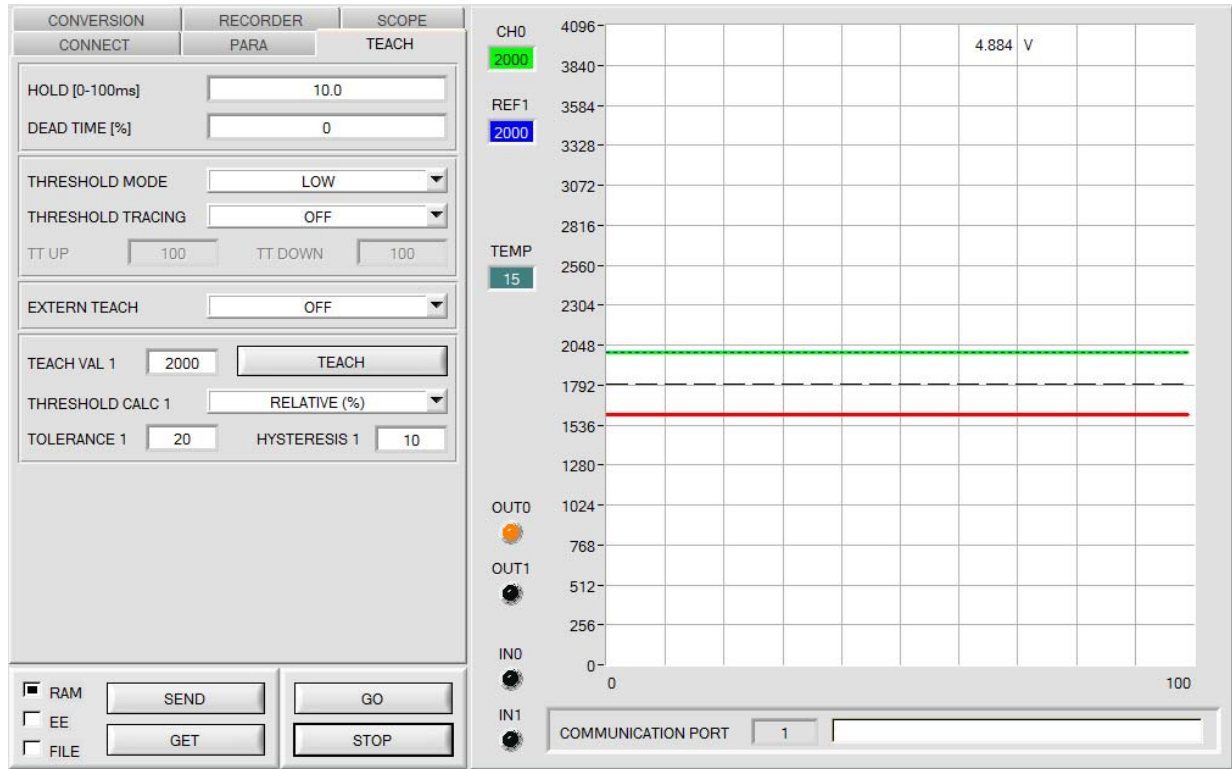 CONVERSION RECORDER SCOPE
CONNECT PARA TEACH
HOLD [0-100ms] 10.0
DEAD TIME [%] 0
THRESHOLD MODE LOW
THRESHOLD TRACING OFF
TT UP 100 TT DOWN 100
EXTERN TEACH OFF
TEACH VAL 1 2000 TEACH
THRESHOLD CALC 1 RELATIVE (%)
TOLERANCE 1 20 HYSTERESIS 1 10
RAM SEND GO
EE
FILE GET STOP
CH0
2000
REF1
2000
TEMP
15
OUT0
OUT1
IN0
IN1
4.884 V
4096
3840
3584
3328
3072
2816
2560
2304
2048
1792
1536
1280
1024
768
512
256
0
0 100
COMMUNICATION PORT 1